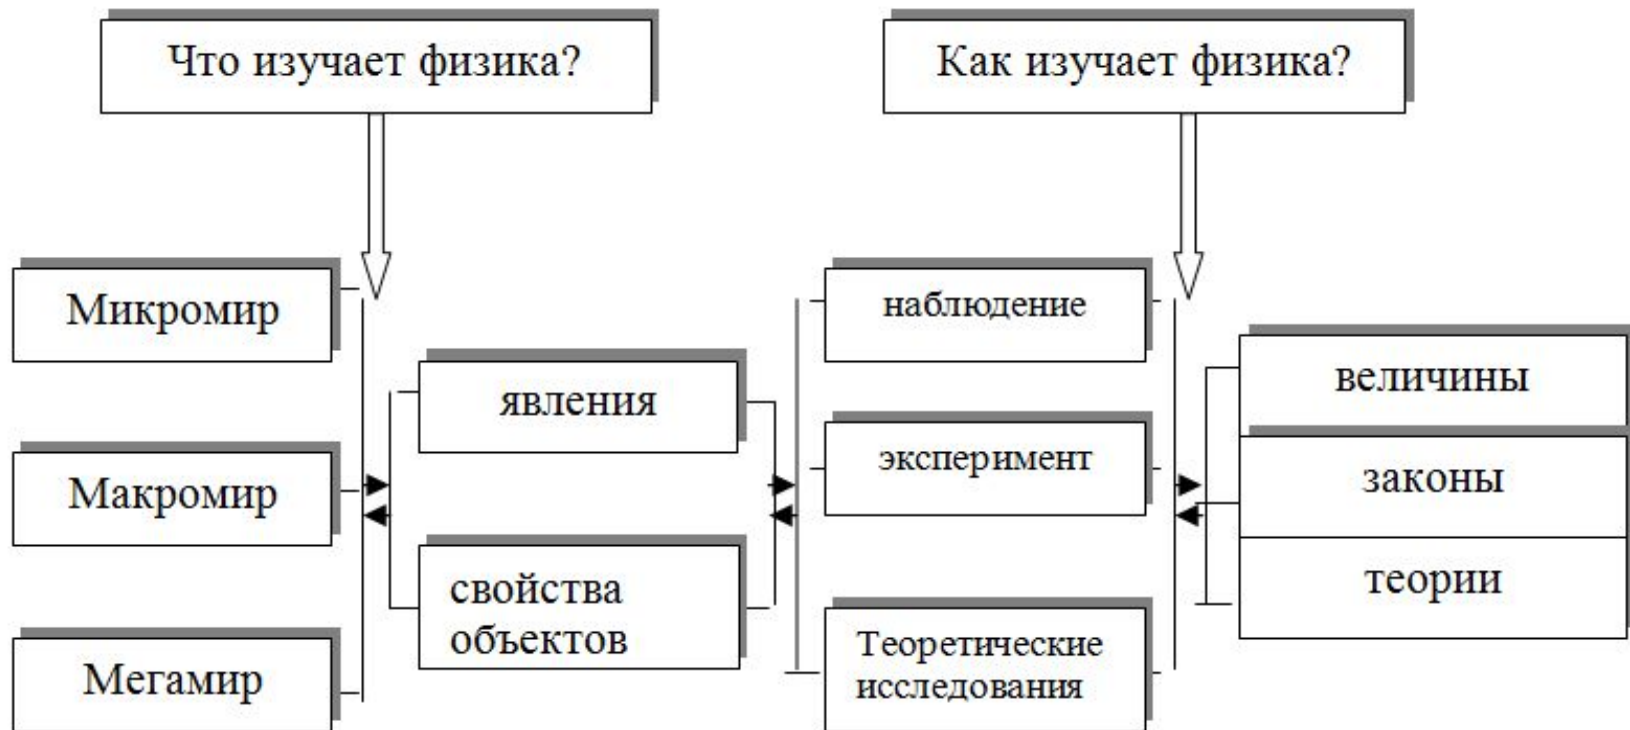 Что изучает физика?
Как изучает физика?
Микромир
Макромир
Мегамир
явления
свойства
объектов
наблюдение
эксперимент
Теоретические
исследования
величины
законы
теории